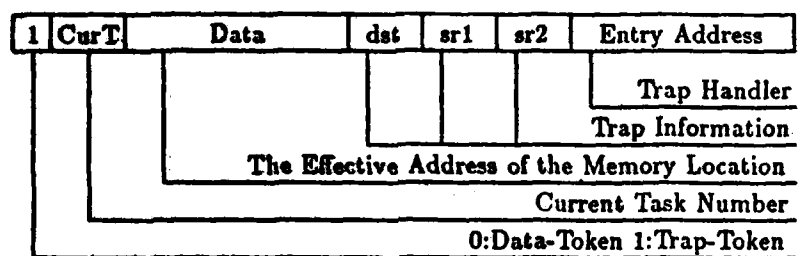 1 CurT. Data dst sr1 sr2 Entry Address
Trap Handler
Trap Information
The Effective Address of the Memory Location
Current Task Number
0:Data-Token 1:Trap-Token